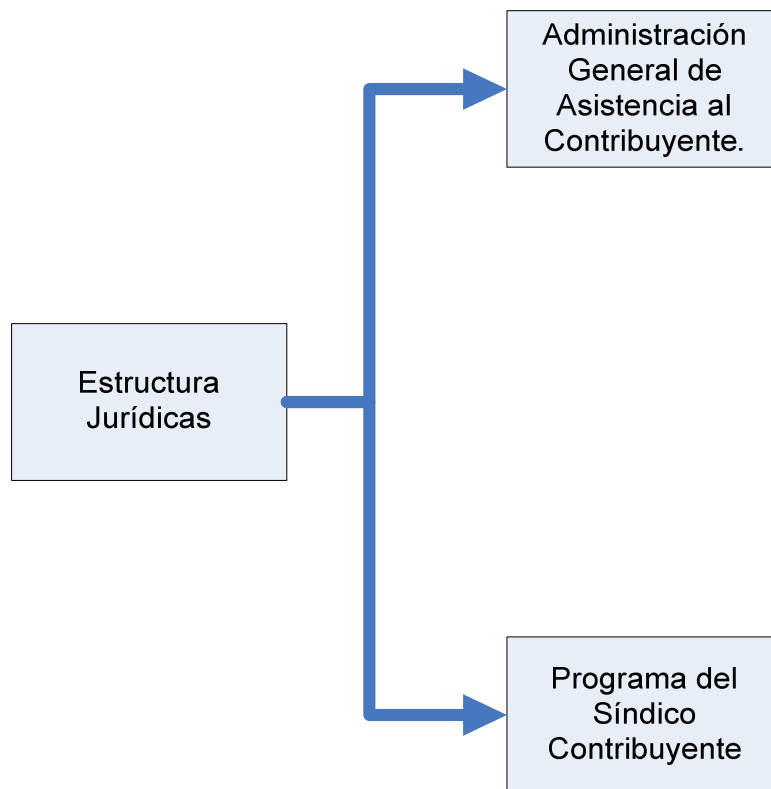 Administración
General de
Asistencia al
Contribuyente.
Estructura
Jurídicas
Programa del
Síndico
Contribuyente